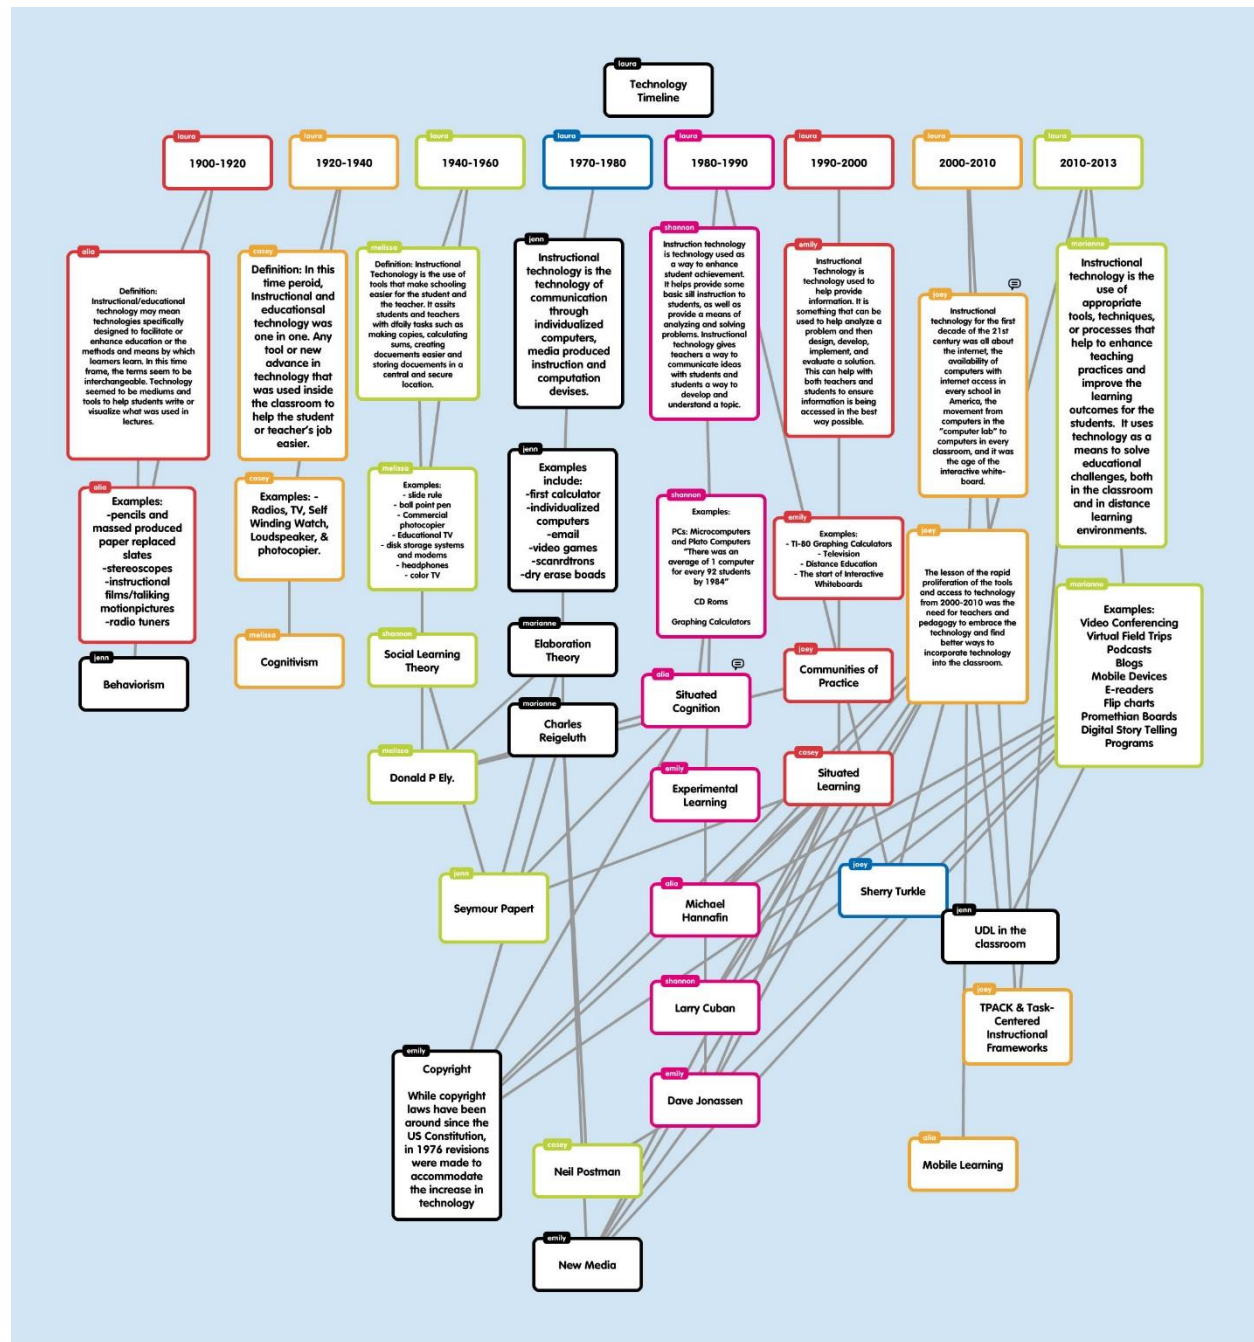 laura
Technology
Timeline
laura
1900-1920
laura
1920-1940
laura
1940-1960
laura
1970-1980
laura
1980-1990
laura
1990-2000
laura
2000-2010
laura
2010-2013
alia
Definition:
Instructional/educational
technology may mean
technologies specifically
designed to facilitate or
enhance education or the
methods and means by which
learners learn. In this time
frame, the terms seem to be
interchangeable. Technology
seemed to be mediums and
tools to help students write or
visualize what was used in
lectures.
alia
Examples:
-pencils and
massed produced
paper replaced
slates
-stereoscopes
-instructional
films/taliking
motionpictures
-radio tuners
jenn
Behaviorism
casey
Definition: In this
time peroid,
Instructional and
educationsal
technology was
one in one. Any
tool or new
advance in
technology that
was used inside
the classroom to
help the student
or teacher's job
easier.
casey
Examples: -
Radios, TV, Self
Winding Watch,
Loudspeaker, &
photocopier.
melissa
Cognitivism
melissa
Definition: Instructional
Techonology is the use of
tools that make schooling
easier for the student and
the teacher. It assits
students and teachers
with dfaily tasks such as
making copies, calculating
sums, creating
docuements easier and
storing docuements in a
central and secure
location.
melissa
Examples:
- slide rule
- ball point pen
- Commercial
photocopier
- Educational TV
- disk storage systems
and modems
- headphones
- color TV
shannon
Social Learning
Theory
melissa
Donald P Ely.
jenn
Seymour Papert
jenn
Instructional
technology is the
technology of
communication
through
individualized
computers,
media produced
instruction and
computation
devises.
jenn
Examples
include:
-first calculator
-individualized
computers
-email
-video games
-scanrdtrons
-dry erase boads
marianne
Elaboration
Theory
marianne
Charles
Reigeluth
emily
Copyright
While copyright
laws have been
around since the
US Constitution,
in 1976 revisions
were made to
accommodate
the increase in
technology
casey
Neil Postman
emily
New Media
shannon
Instruction technology
is technology used as
a way to enhance
student achievement.
It helps provide some
basic sill instruction to
students, as well as
provide a means of
analyzing and solving
problems. Instructional
technology gives
teachers a way to
communicate ideas
with students and
students a way to
develop and
understand a topic.
shannon
Examples:
PCs: Microcomputers
and Plato Computers
"There was an
average of 1 computer
for every 92 students
by 1984"
CD Roms
Graphing Calculators
alia
Situated
Cognition
emily
Experimental
Learning
alia
Michael
Hannafin
shannon
Larry Cuban
emily
Dave Jonassen
emily
Instructional
Technology is
technology used to
help provide
information. It is
something that can be
used to help analyze a
problem and then
design, develop,
implement, and
evaluate a solution.
This can help with
both teachers and
students to ensure
information is being
accessed in the best
way possible.
emily
Examples:
- TI-80 Graphing Calculators
- Television
- Distance Education
- The start of Interactive
Whiteboards
joey
Communities of
Practice
casey
Situated
Learning
joey
Sherry Turkle
joey
Instructional
technology for the first
decade of the 21st
century was all about
the internet, the
availability of
computers with
internet access in
every school in
America, the
movement from
computers in the
"computer lab" to
computers in every
classroom, and it was
the age of the
interactive white-
board.
joey
The lesson of the rapid
proliferation of the tools
and access to technology
from 2000-2010 was the
need for teachers and
pedagogy to embrace the
technology and find
better ways to
incorporate technology
into the classroom.
jenn
UDL in the
classroom
joey
TPACK & Task-
Centered
Instructional
Frameworks
alia
Mobile Learning
marianne
Instructional
technology is the
use of
appropriate
tools, techniques,
or processes that
help to enhance
teaching
practices and
improve the
learning
outcomes for the
students. It uses
technology as a
means to solve
educational
challenges, both
in the classroom
and in distance
learning
environments.
marianne
Examples:
Video Conferencing
Virtual Field Trips
Podcasts
Blogs
Mobile Devices
E-readers
Flip charts
Promethian Boards
Digital Story Telling
Programs